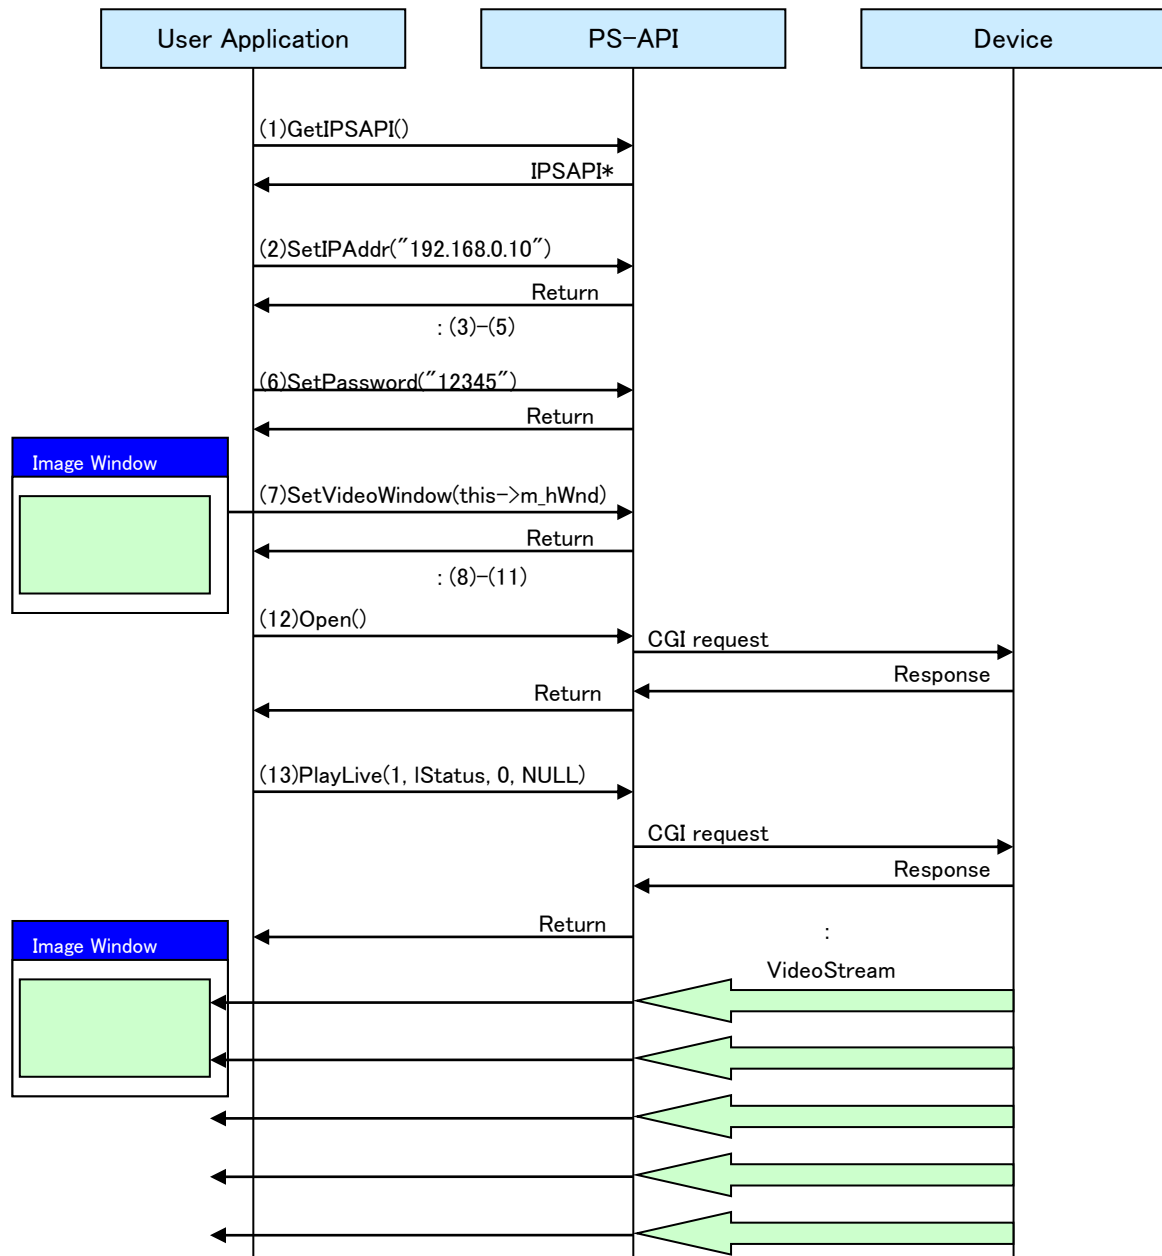 User Application
PS-API
Device
(1)GetIPSAPI()
IPSAPI*
(2)SetIPAddr("192.168.0.10")
Return
: (3)-(5)
(6)SetPassword("12345")
Return
Image Window
(7)SetVideoWindow(this->m_hWnd)
Return
: (8)-(11)
(12)Open()
CGI request
Response
Return
(13)PlayLive(1, lStatus, 0, NULL)
CGI request
Response
Return
:
Image Window
VideoStream